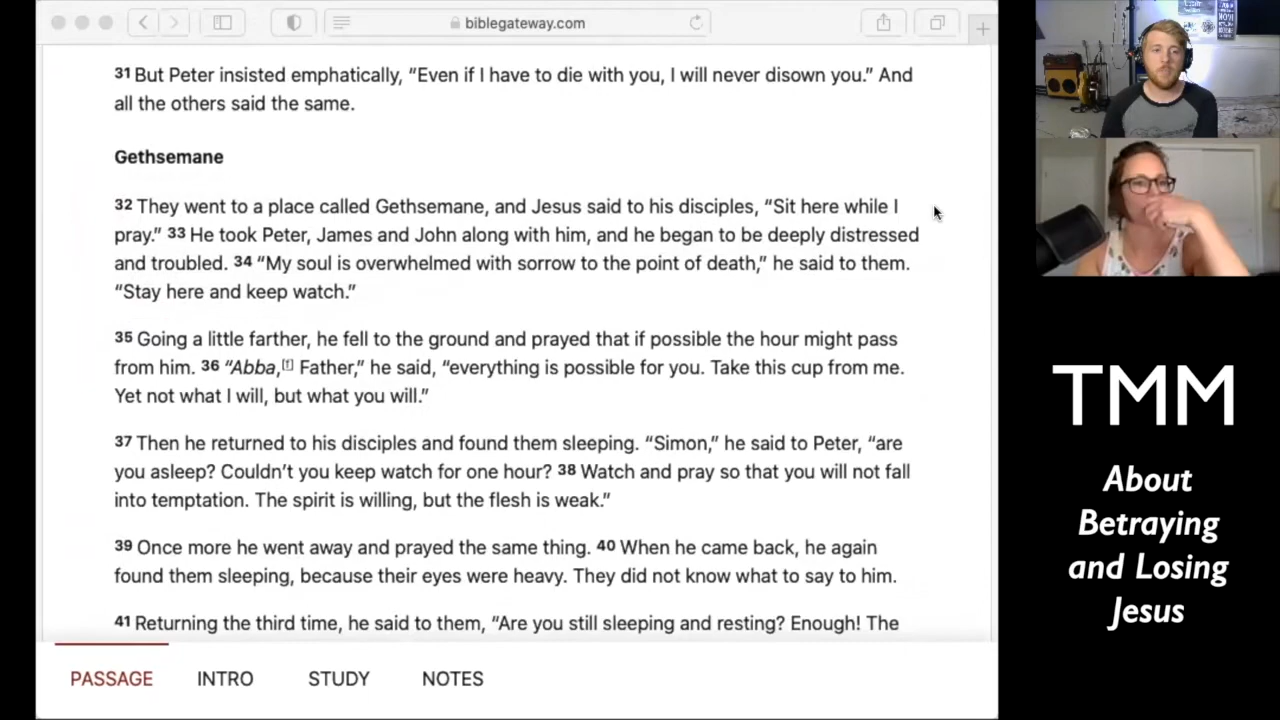 biblegateway.com
31 But Peter insisted emphatically, “Even if I have to die with you, I will never disown you.” And
all the others said the same.
Gethsemane
32 They went to a place called Gethsemane, and Jesus said to his disciples, “Sit here while I
pray.” 33 He took Peter, James and John along with him, and he began to be deeply distressed
and troubled. 34 “My soul is overwhelmed with sorrow to the point of death,” he said to them.
“Stay here and keep watch.”
35 Going a little farther, he fell to the ground and prayed that if possible the hour might pass
from him. 36 “Abba,[f] Father,” he said, “everything is possible for you. Take this cup from me.
Yet not what I will, but what you will.”
37 Then he returned to his disciples and found them sleeping. “Simon,” he said to Peter, “are
you asleep? Couldn’t you keep watch for one hour? 38 Watch and pray so that you will not fall
into temptation. The spirit is willing, but the flesh is weak.”
39 Once more he went away and prayed the same thing. 40 When he came back, he again
found them sleeping, because their eyes were heavy. They did not know what to say to him.
41 Returning the third time, he said to them, “Are you still sleeping and resting? Enough! The
PASSAGE INTRO STUDY NOTES
TMM
About
Betraying
and Losing
Jesus